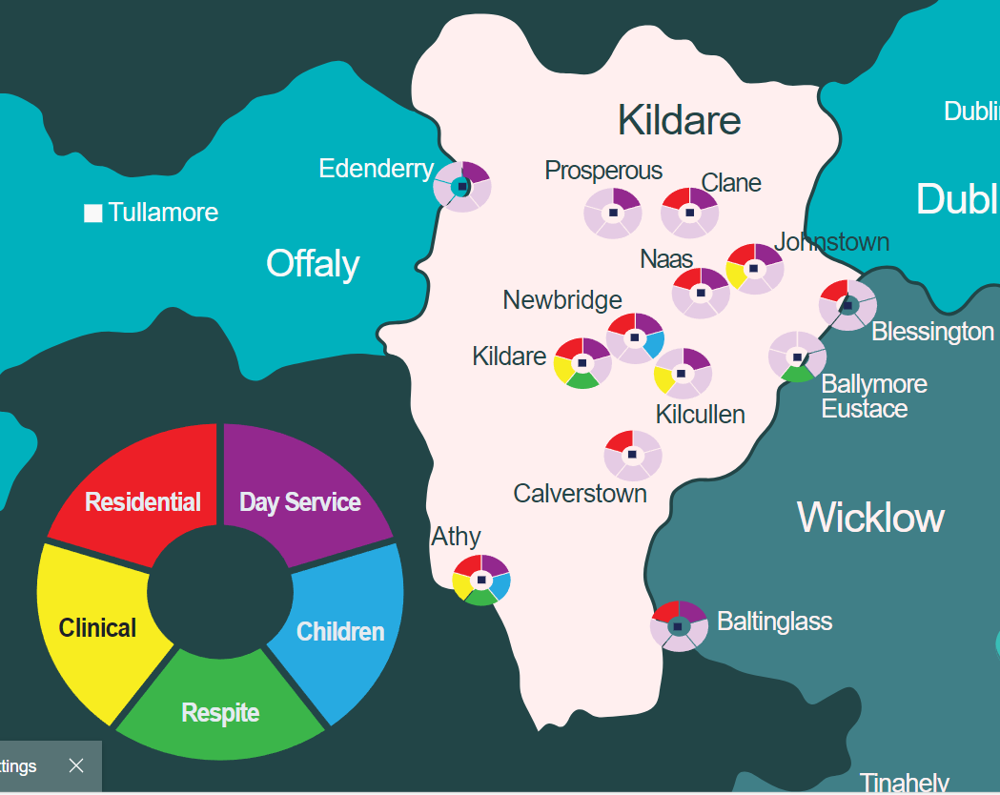 Kildare
Dublin
Edenderry
Prosperous
Clane
Tullamore
Dubl
Offaly
Johnstown
Naas
Newbridge
Blessington
Kildare
Ballymore
Eustace
Kilcullen
Residential
Day Service
Calverstown
Wicklow
Athy
Clinical
Children
Baltinglass
Respite
ttings
Tinahely